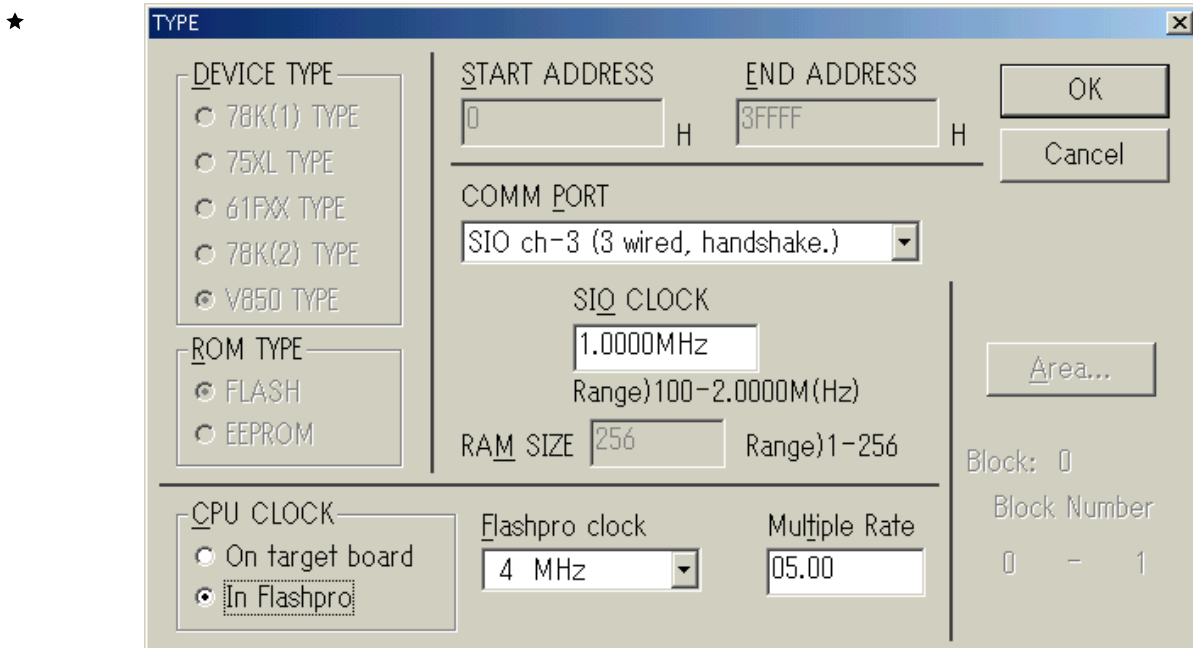 ★
TYPE
DEVICE TYPE
78K(1) TYPE
75XL TYPE
61FXX TYPE
78K(2) TYPE
V850 TYPE
ROM TYPE
FLASH
EEPROM
START ADDRESS
0 H
END ADDRESS
3FFFF H
OK
Cancel
COMM PORT
SIO ch-3 (3 wired, handshake.)
SIO CLOCK
1.0000MHz
Range)100-2.0000M(Hz)
RAM SIZE 256 Range)1-256
Area...
Block: 0
Block Number
0 - 1
CPU CLOCK
On target board
In Flashpro
Flashpro clock
4 MHz
Multiple Rate
05.00